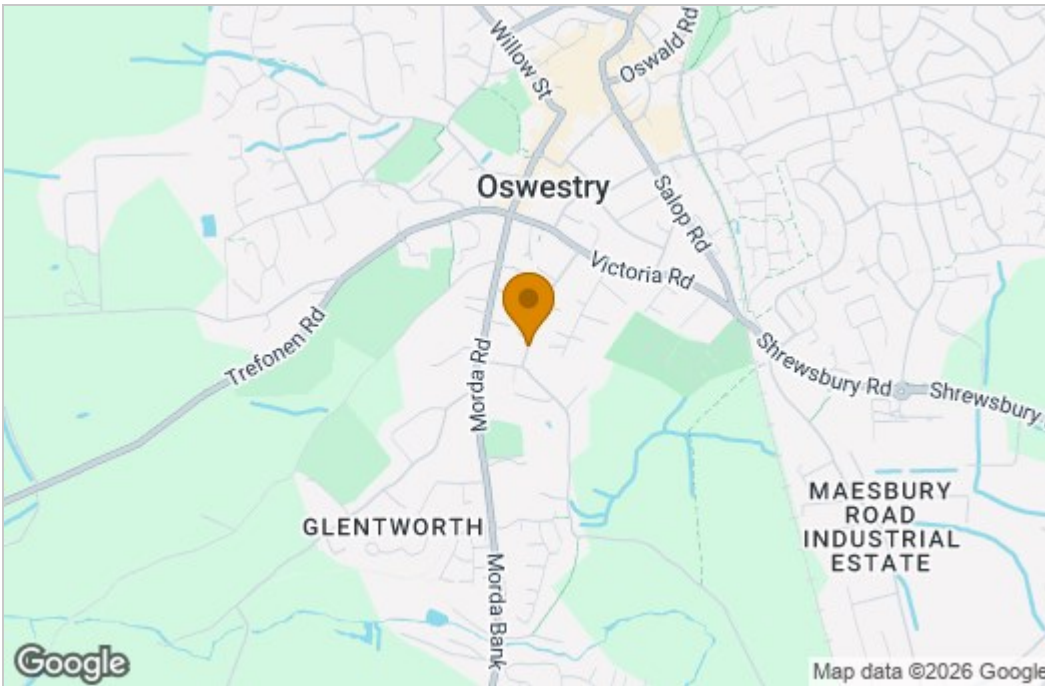 Willow St
Oswald Rd
Oswestry
Salop Rd
Victoria Rd
Trefonen Rd
Morda Rd
Shrewsbury Rd
Shrewsbury
GLENTWORTH
MAESBURY
ROAD
INDUSTRIAL
ESTATE
Morda Bank
Google
Map data ©2026 Google